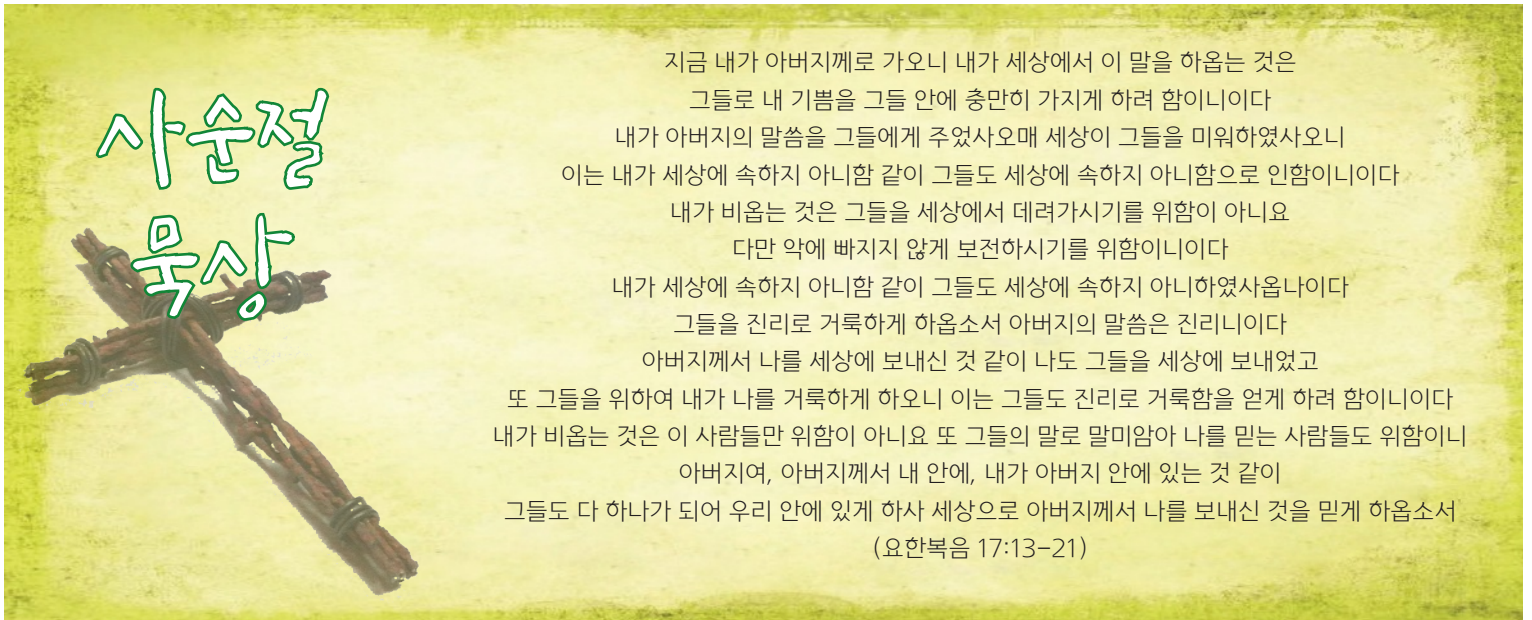 사순절
묵상
지금 내가 아버지께로 가오니 내가 세상에서 이 말을 하옵는 것은
그들로 내 기쁨을 그들 안에 충만히 가지게 하려 함이니이다
내가 아버지의 말씀을 그들에게 주었사오매 세상이 그들을 미워하였사오니
이는 내가 세상에 속하지 아니함 같이 그들도 세상에 속하지 아니함으로 인함이니이다
내가 비옵는 것은 그들을 세상에서 데려가시기를 위함이 아니요
다만 악에 빠지지 않게 보전하시기를 위함이니이다
내가 세상에 속하지 아니함 같이 그들도 세상에 속하지 아니하였사옵나이다
그들을 진리로 거룩하게 하옵소서 아버지의 말씀은 진리니이다
아버지께서 나를 세상에 보내신 것 같이 나도 그들을 세상에 보내었고
또 그들을 위하여 내가 나를 거룩하게 하오니 이는 그들도 진리로 거룩함을 얻게 하려 함이니이다
내가 비옵는 것은 이 사람들만 위함이 아니요 또 그들의 말로 말미암아 나를 믿는 사람들도 위함이니
아버지여, 아버지께서 내 안에, 내가 아버지 안에 있는 것 같이
그들도 다 하나가 되어 우리 안에 있게 하사 세상으로 아버지께서 나를 보내신 것을 믿게 하옵소서
(요한복음 17:13-21)